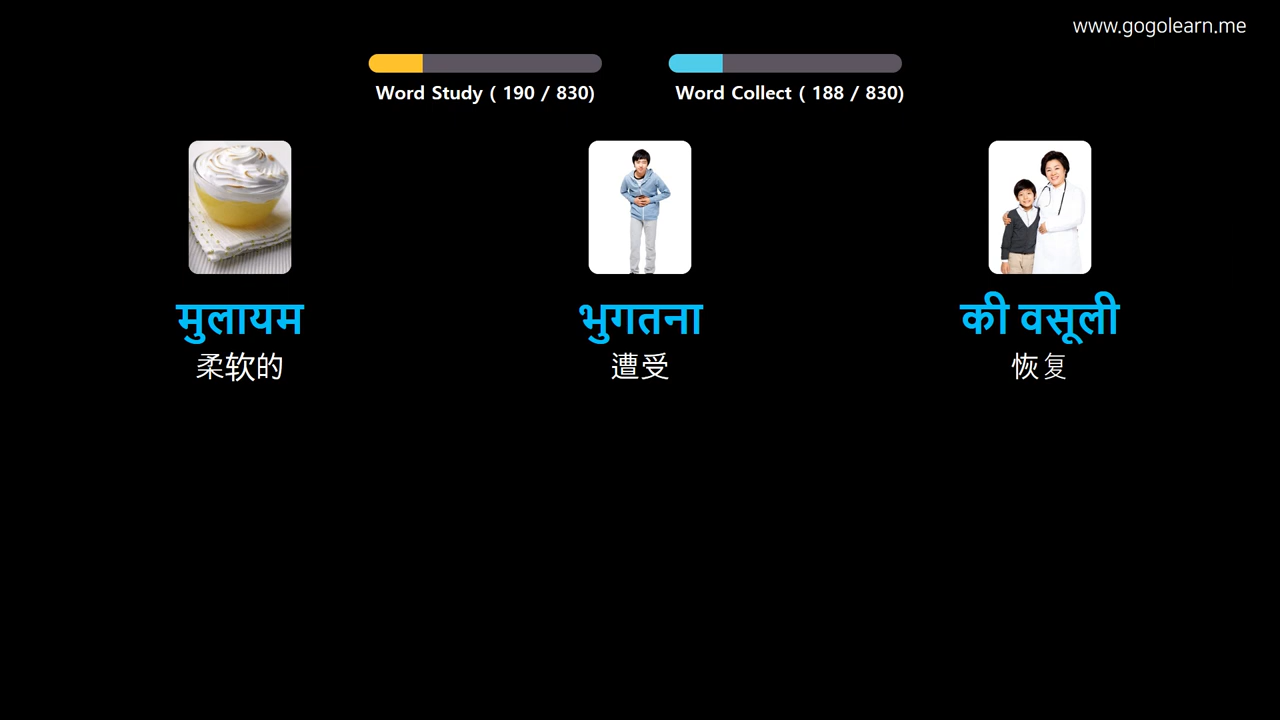 www.gogolearn.me
Word Study ( 190 / 830)
Word Collect ( 188 / 830)
मुलायम
भुगतना
की वसूली
柔软的
遭受
恢复